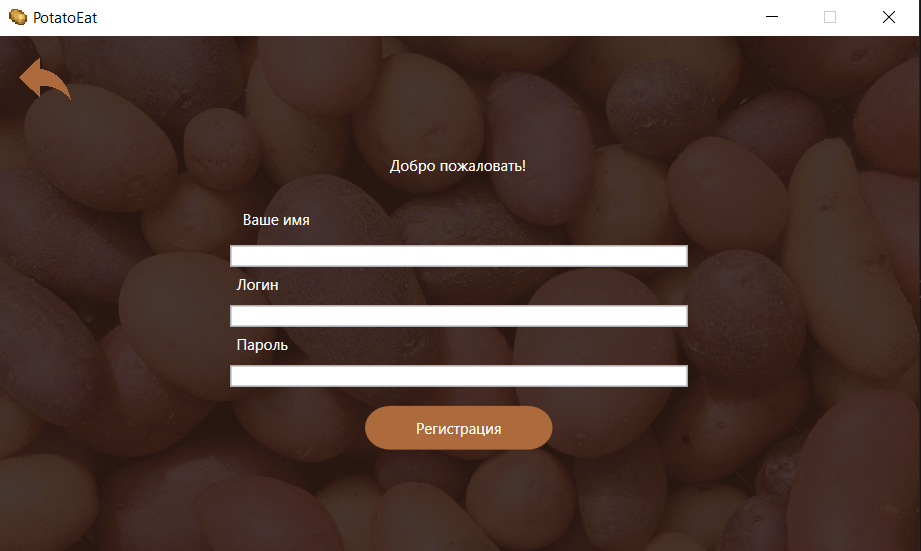 PotatoEat
Добро пожаловать!
Ваше имя
Логин
Пароль
Регистрация